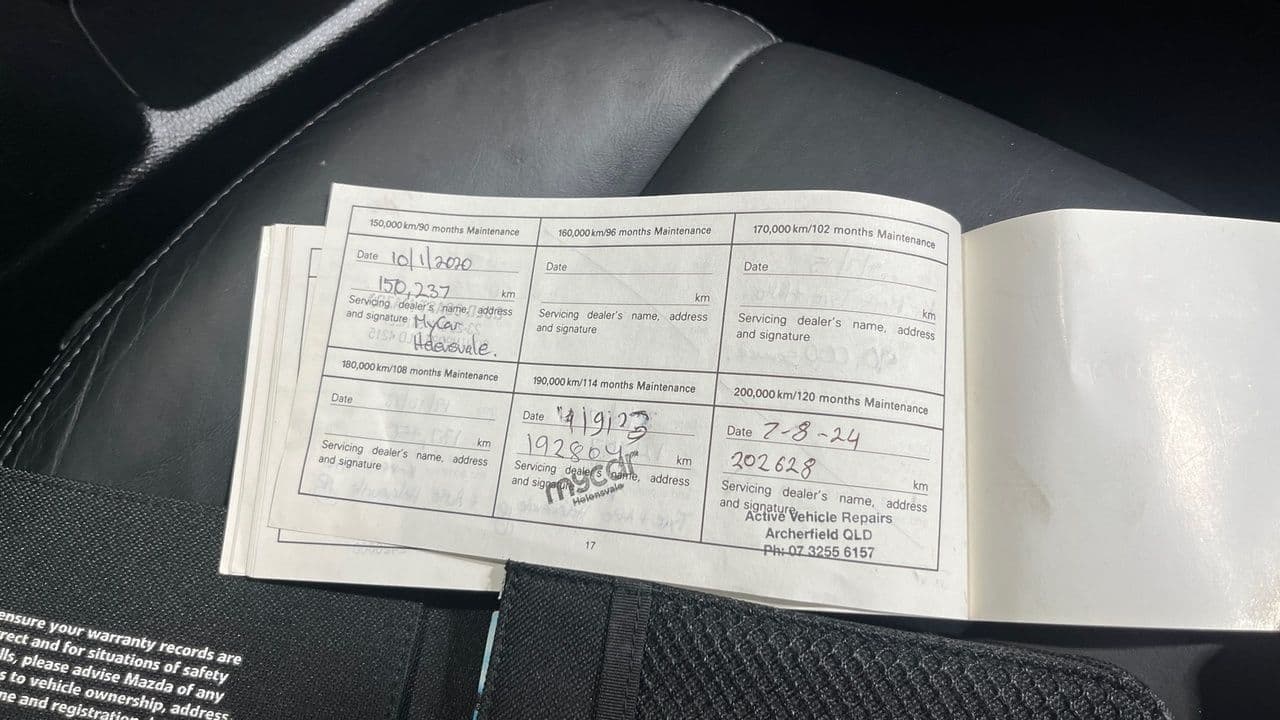 150,000 km/90 months Maintenance
Date 10/1/2020
150,237 km
Servicing dealer's name, address
and signature MyCar
Helensvale.
160,000 km/96 months Maintenance
Date
km
Servicing dealer's name, address
and signature
170,000 km/102 months Maintenance
Date
km
Servicing dealer's name, address
and signature
180,000 km/108 months Maintenance
Date
km
Servicing dealer's name, address
and signature
190,000 km/114 months Maintenance
Date
192864 km
Servicing dealer's name, address
and signature
mycar
Helensvale
200,000 km/120 months Maintenance
Date 7-8-24
202628
km
Servicing dealer's name, address
and signature
Active Vehicle Repairs
Archerfield QLD
Ph: 07 3255 6157
17
ensure your warranty records are
rect and for situations of safety
lls, please advise Mazda of any
s to vehicle ownership, address
ne and registration